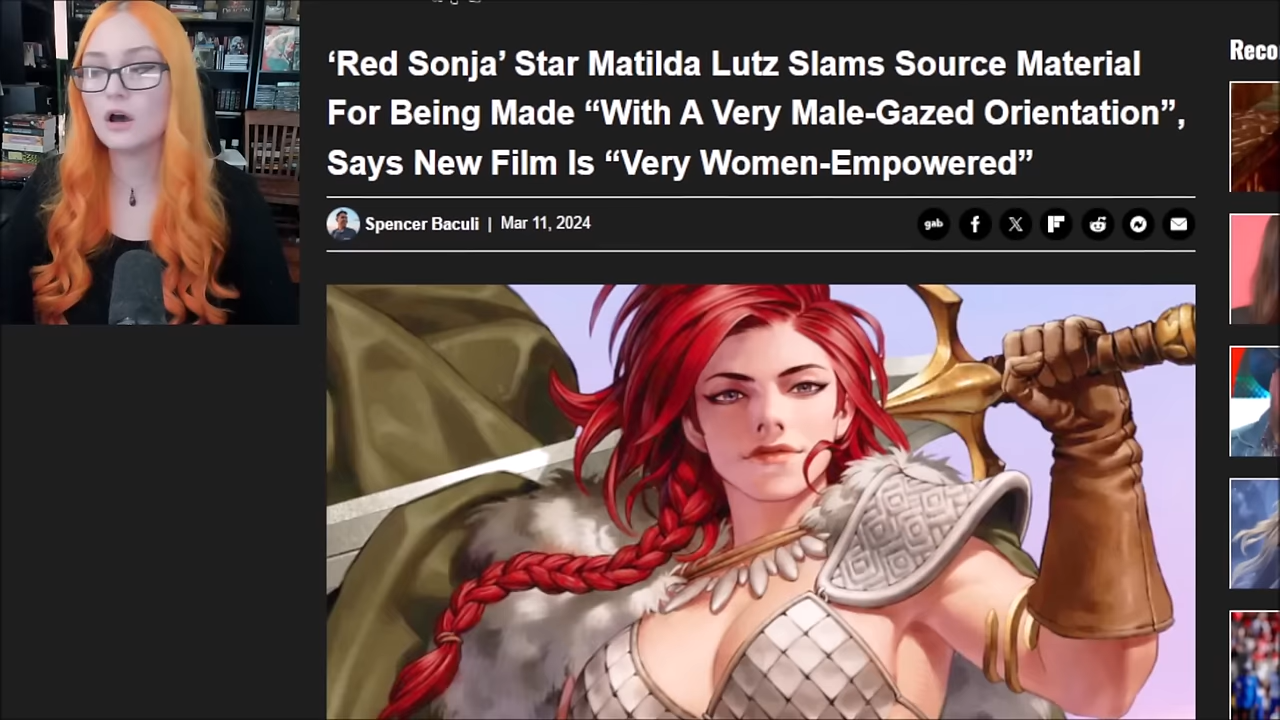 ‘Red Sonja’ Star Matilda Lutz Slams Source Material
For Being Made “With A Very Male-Gazed Orientation”,
Says New Film Is “Very Women-Empowered”
Spencer Baculi | Mar 11, 2024
gab
Reco